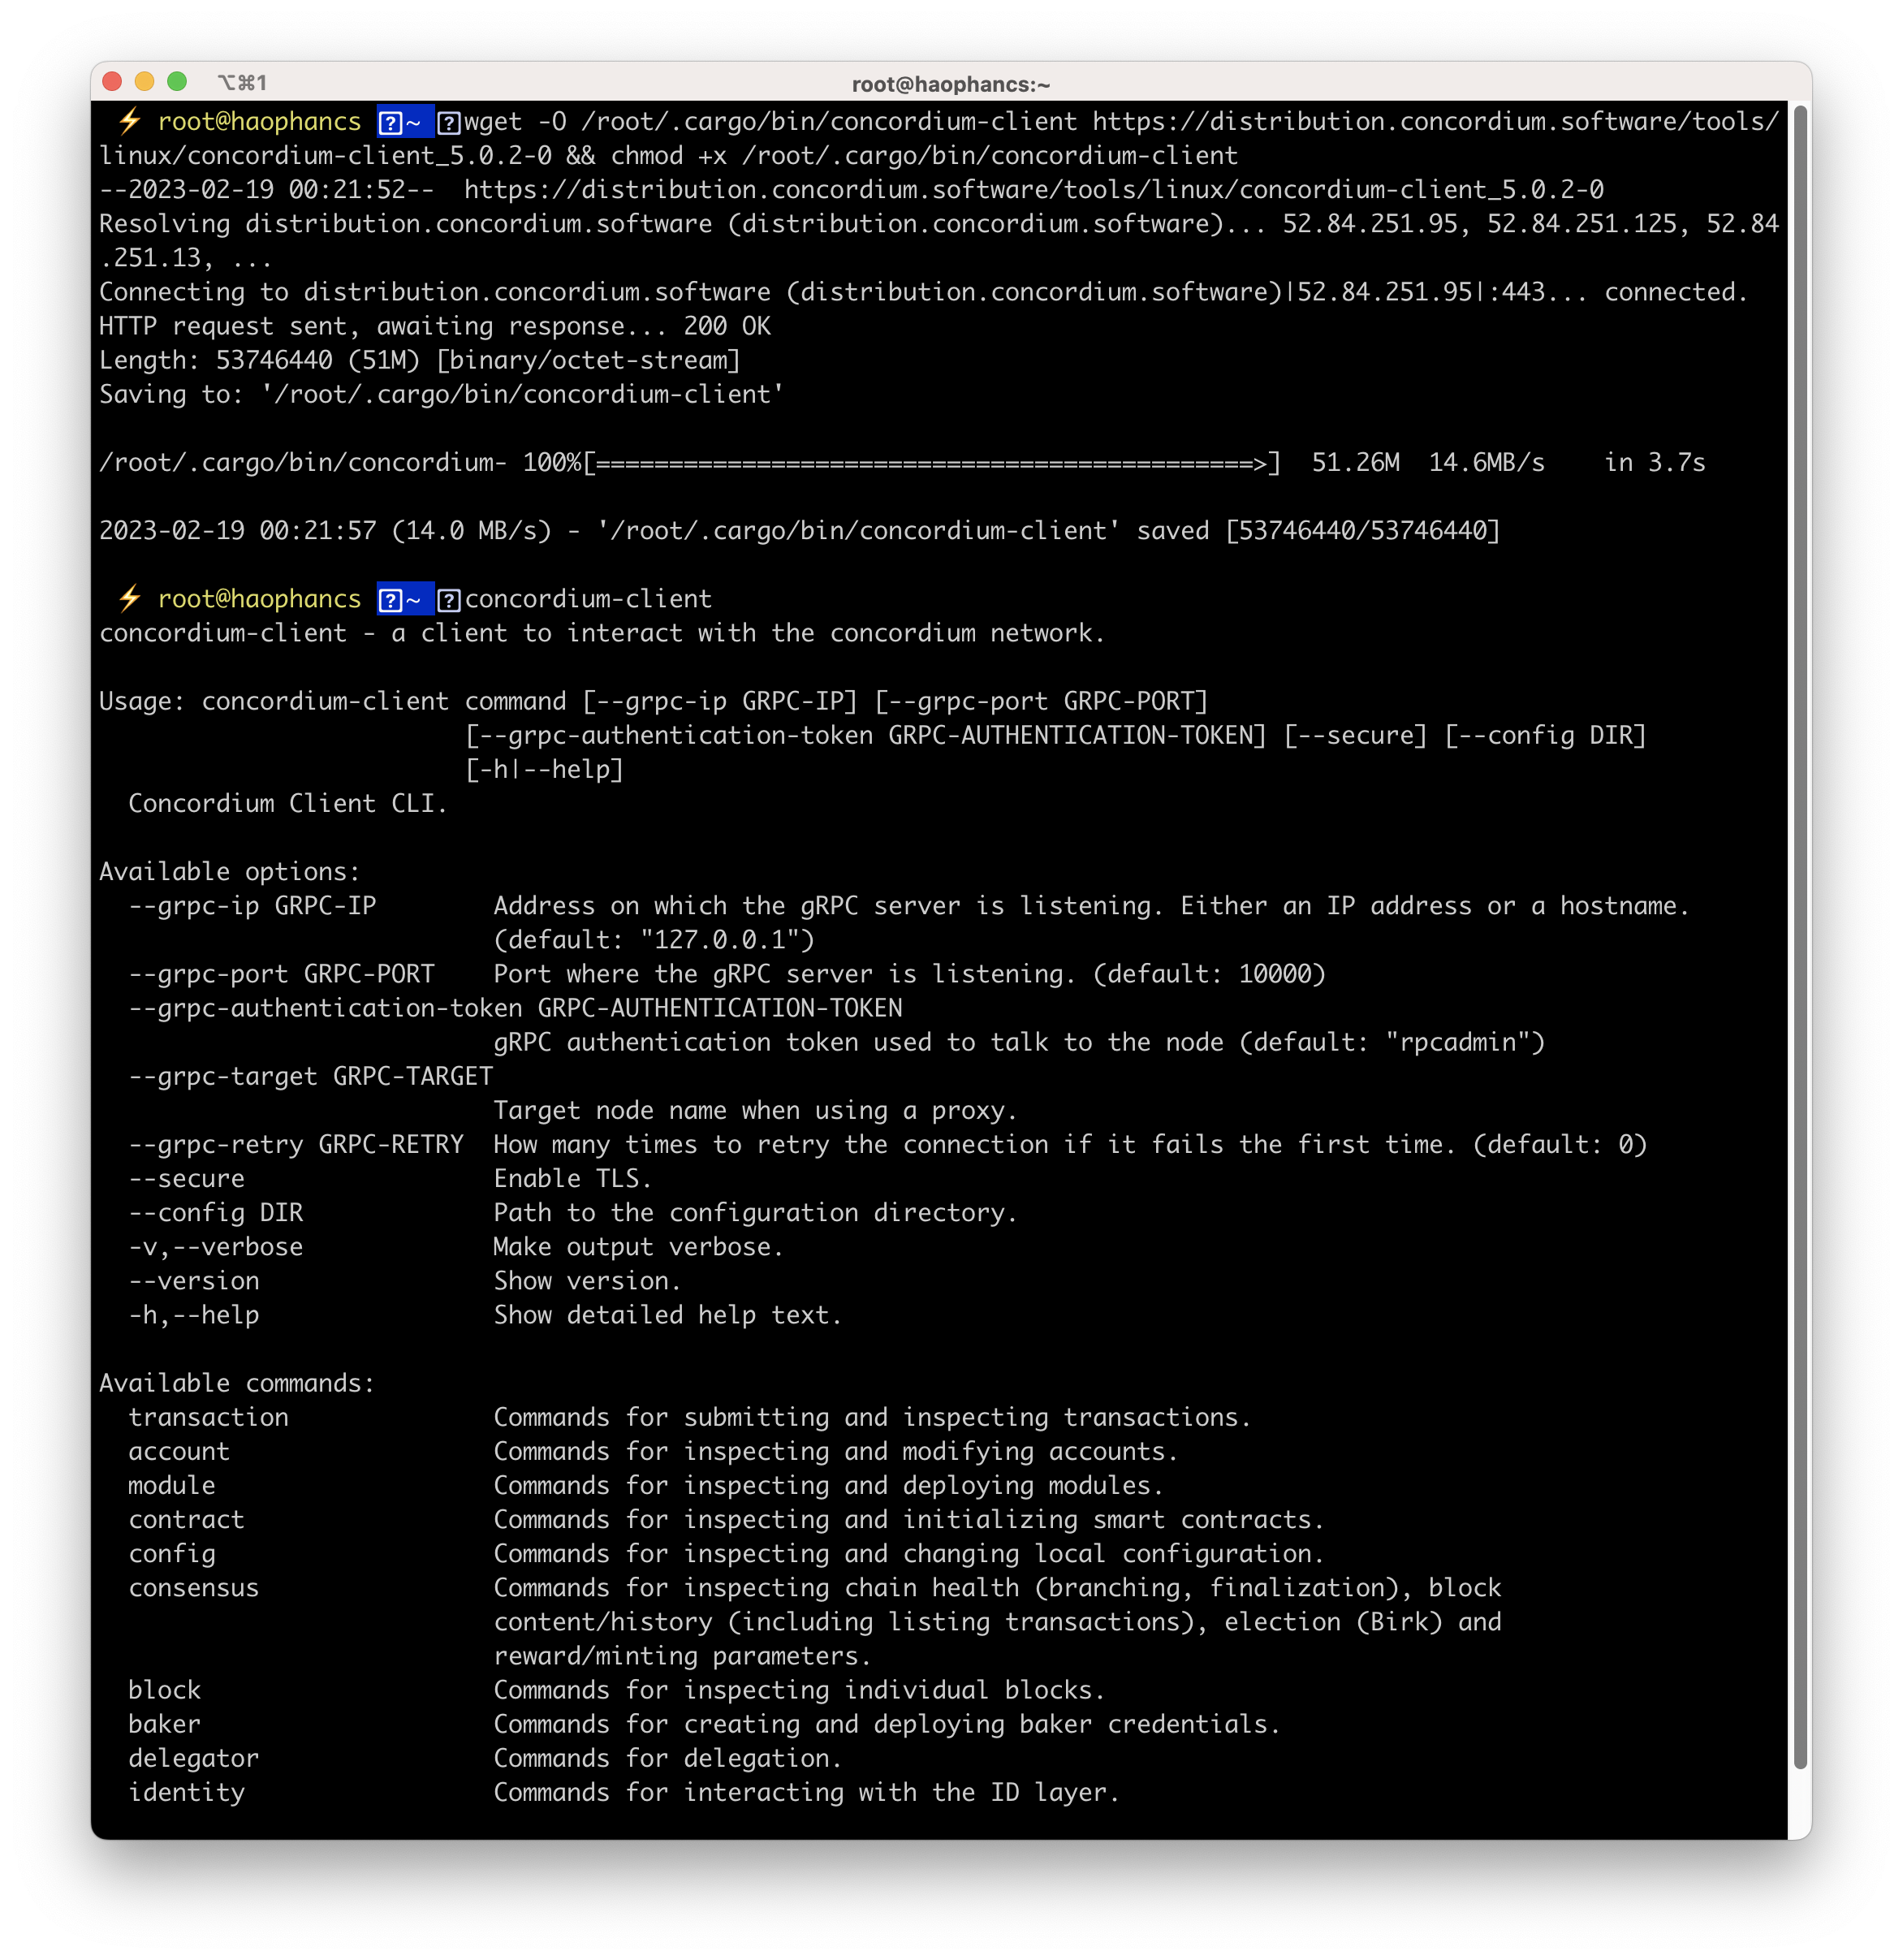 ⌥⌘1
root@haophancs:~
⚡ root@haophancs ?~ ?wget -O /root/.cargo/bin/concordium-client https://distribution.concordium.software/tools/
linux/concordium-client_5.0.2-0 && chmod +x /root/.cargo/bin/concordium-client
--2023-02-19 00:21:52--  https://distribution.concordium.software/tools/linux/concordium-client_5.0.2-0
Resolving distribution.concordium.software (distribution.concordium.software)... 52.84.251.95, 52.84.251.125, 52.84
.251.13, ...
Connecting to distribution.concordium.software (distribution.concordium.software)|52.84.251.95|:443... connected.
HTTP request sent, awaiting response... 200 OK
Length: 53746440 (51M) [binary/octet-stream]
Saving to: '/root/.cargo/bin/concordium-client'
/root/.cargo/bin/concordium- 100%[=============================================>]  51.26M  14.6MB/s    in 3.7s
2023-02-19 00:21:57 (14.0 MB/s) - '/root/.cargo/bin/concordium-client' saved [53746440/53746440]
⚡ root@haophancs ?~ ?concordium-client
concordium-client - a client to interact with the concordium network.
Usage: concordium-client command [--grpc-ip GRPC-IP] [--grpc-port GRPC-PORT]
[--grpc-authentication-token GRPC-AUTHENTICATION-TOKEN] [--secure] [--config DIR]
[-h|--help]
Concordium Client CLI.
Available options:
--grpc-ip GRPC-IP        Address on which the gRPC server is listening. Either an IP address or a hostname.
(default: "127.0.0.1")
--grpc-port GRPC-PORT    Port where the gRPC server is listening. (default: 10000)
--grpc-authentication-token GRPC-AUTHENTICATION-TOKEN
gRPC authentication token used to talk to the node (default: "rpcadmin")
--grpc-target GRPC-TARGET
Target node name when using a proxy.
--grpc-retry GRPC-RETRY  How many times to retry the connection if it fails the first time. (default: 0)
--secure                 Enable TLS.
--config DIR             Path to the configuration directory.
-v,--verbose             Make output verbose.
--version                Show version.
-h,--help                Show detailed help text.
Available commands:
transaction              Commands for submitting and inspecting transactions.
account                  Commands for inspecting and modifying accounts.
module                   Commands for inspecting and deploying modules.
contract                 Commands for inspecting and initializing smart contracts.
config                   Commands for inspecting and changing local configuration.
consensus                Commands for inspecting chain health (branching, finalization), block
content/history (including listing transactions), election (Birk) and
reward/minting parameters.
block                    Commands for inspecting individual blocks.
baker                    Commands for creating and deploying baker credentials.
delegator                Commands for delegation.
identity                 Commands for interacting with the ID layer.